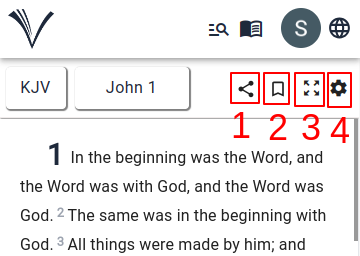 S
KJV John 1
1 2 3 4
1 In the beginning was the Word, and
the Word was with God, and the Word was
God. 2 The same was in the beginning with
God. 3 All things were made by him; and